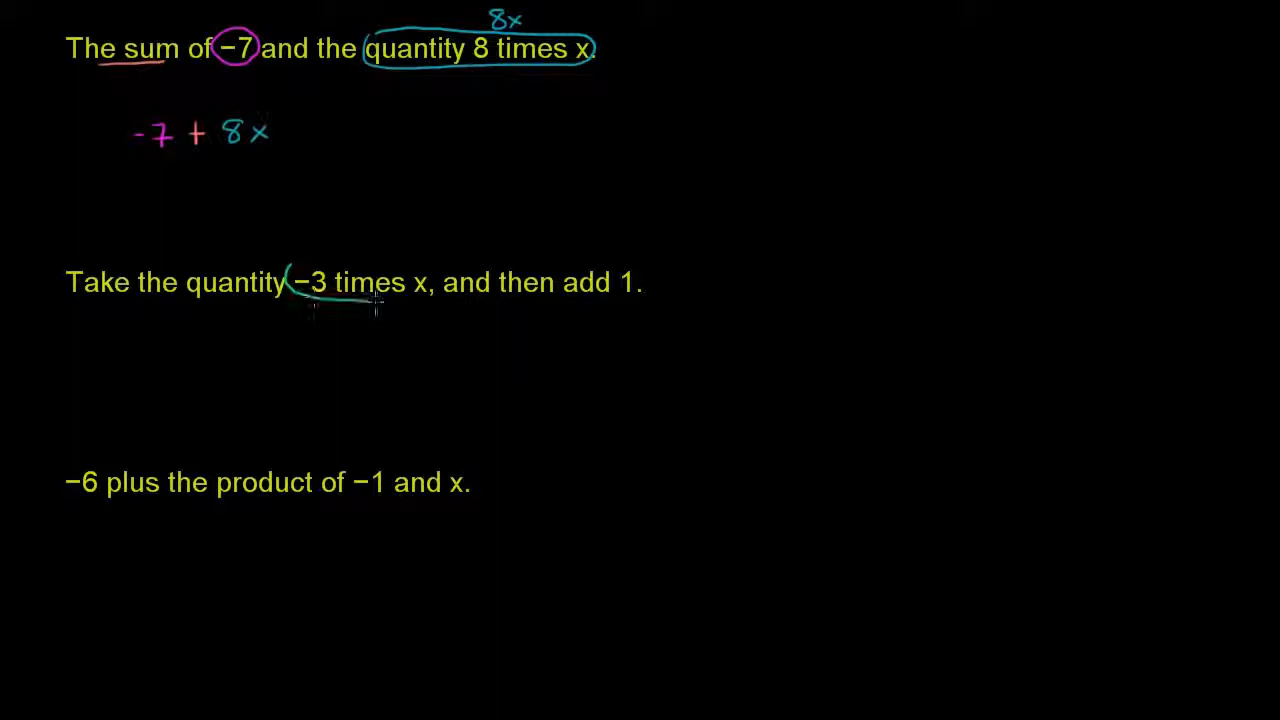 8x
The sum of −7 and the quantity 8 times x.
-7 + 8x
Take the quantity −3 times x, and then add 1.
−6 plus the product of −1 and x.